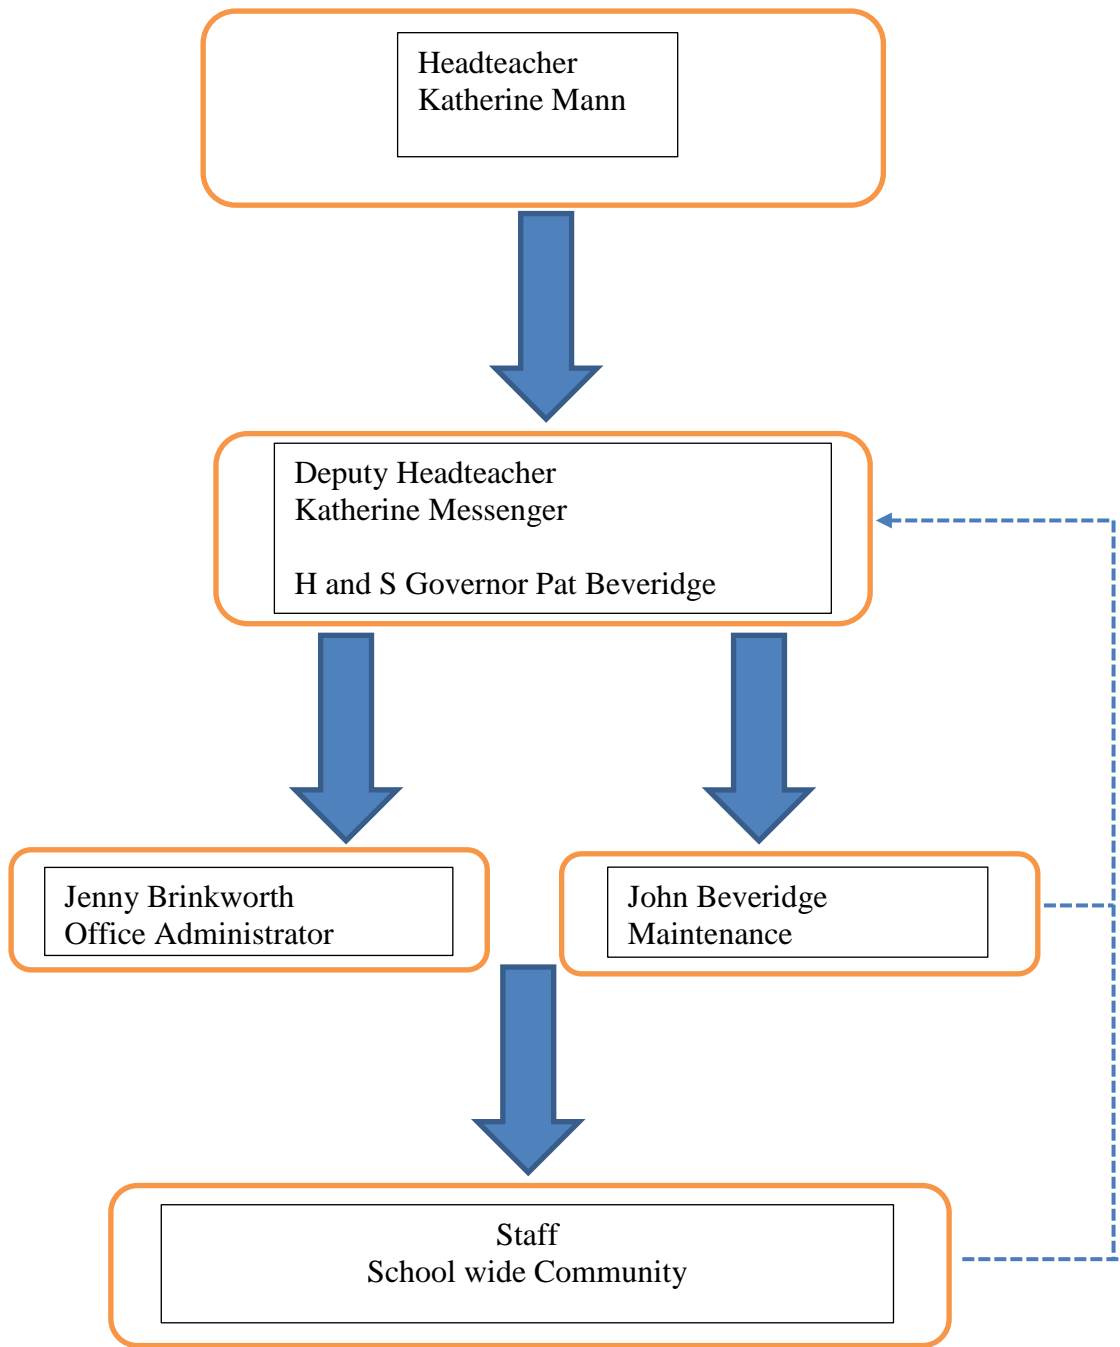 Headteacher
Katherine Mann
Deputy Headteacher
Katherine Messenger
H and S Governor Pat Beveridge
Jenny Brinkworth
Office Administrator
John Beveridge
Maintenance
Staff
School wide Community